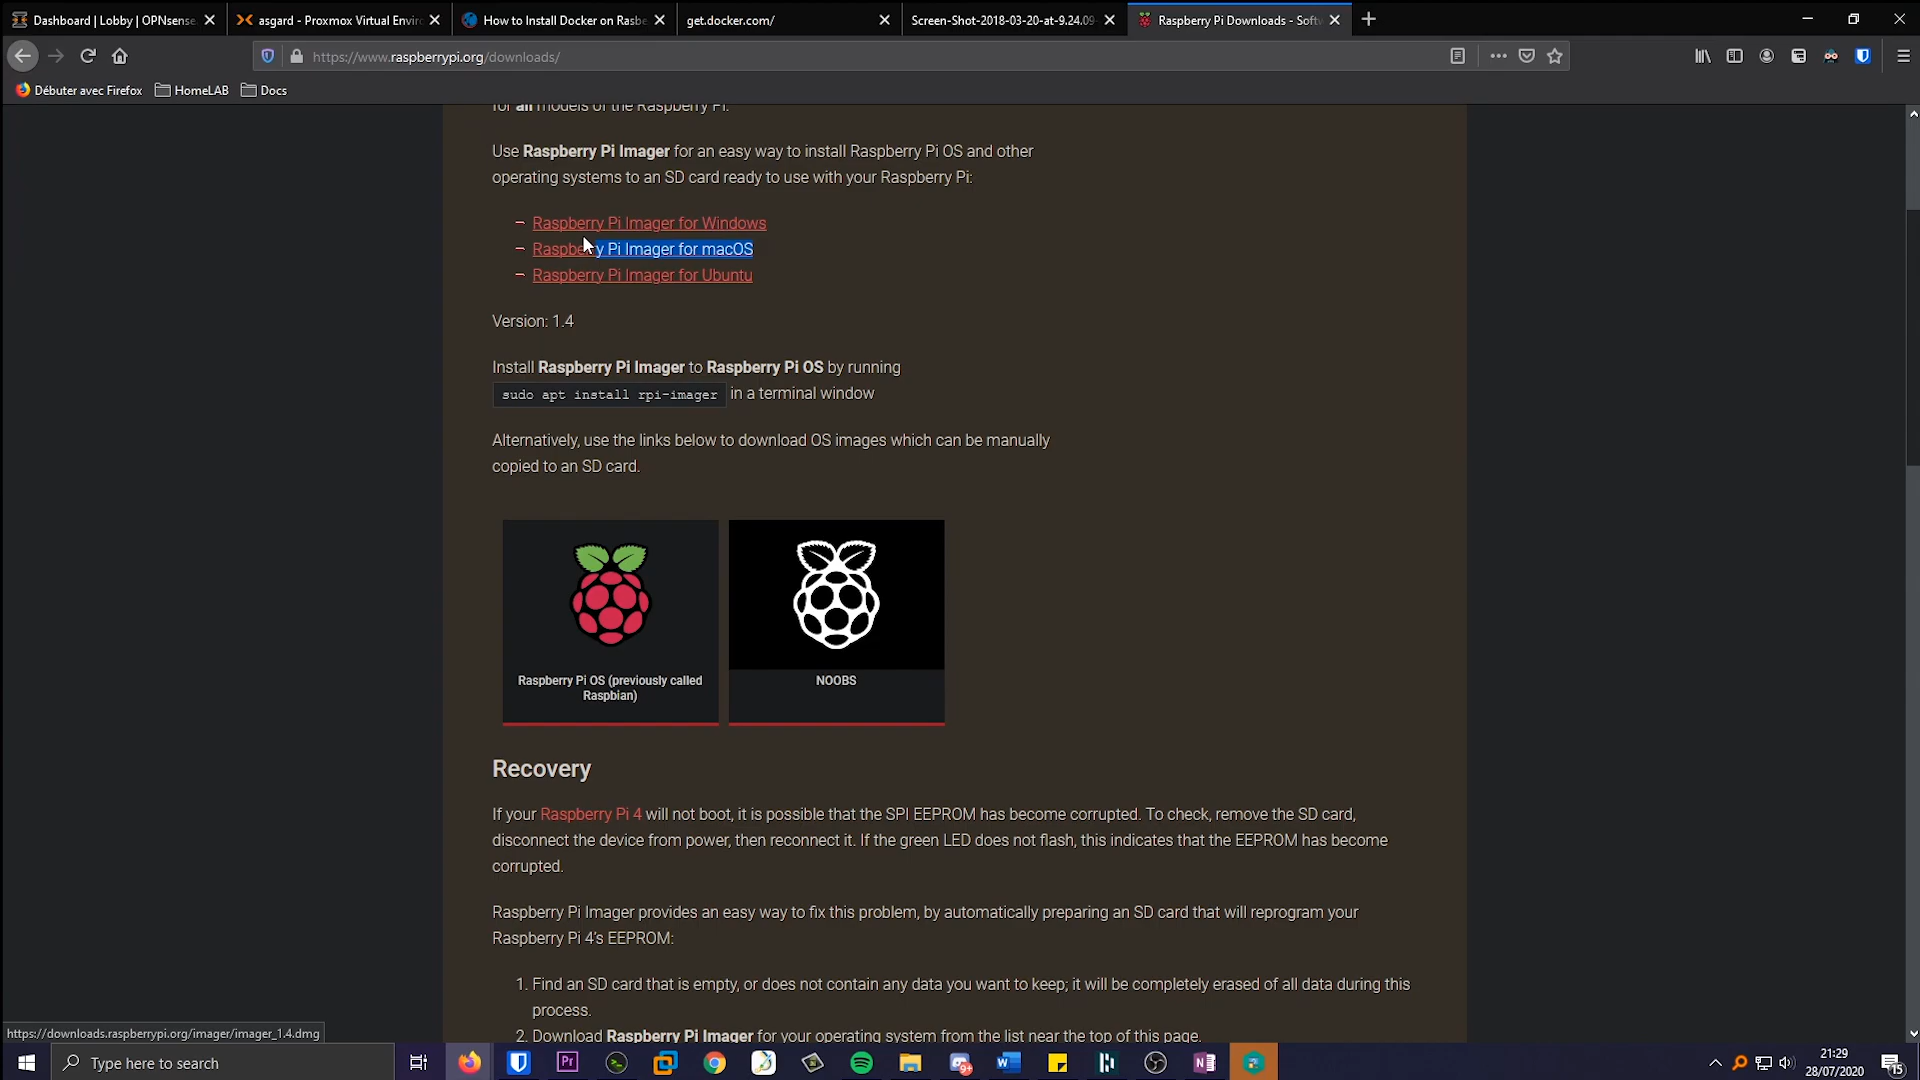 Dashboard | Lobby | OPNsense
asgard - Proxmox Virtual Enviro
How to Install Docker on Rasbe
get.docker.com/
Screen-Shot-2018-03-20-at-9.24.09
Raspberry Pi Downloads - Softw
https://www.raspberrypi.org/downloads/
Débuter avec Firefox
HomeLAB
Docs
for all models of the Raspberry Pi.
Use Raspberry Pi Imager for an easy way to install Raspberry Pi OS and other
operating systems to an SD card ready to use with your Raspberry Pi:
– Raspberry Pi Imager for Windows
– Raspberry Pi Imager for macOS
– Raspberry Pi Imager for Ubuntu
Version: 1.4
Install Raspberry Pi Imager to Raspberry Pi OS by running
sudo apt install rpi-imager in a terminal window
Alternatively, use the links below to download OS images which can be manually
copied to an SD card.
Raspberry Pi OS (previously called
Raspbian)
NOOBS
Recovery
If your Raspberry Pi 4 will not boot, it is possible that the SPI EEPROM has become corrupted. To check, remove the SD card,
disconnect the device from power, then reconnect it. If the green LED does not flash, this indicates that the EEPROM has become
corrupted.
Raspberry Pi Imager provides an easy way to fix this problem, by automatically preparing an SD card that will reprogram your
Raspberry Pi 4's EEPROM:
1. Find an SD card that is empty, or does not contain any data you want to keep; it will be completely erased of all data during this
process.
2. Download Raspberry Pi Imager for your operating system from the list near the top of this page.
https://downloads.raspberrypi.org/imager/imager_1.4.dmg
Type here to search
Pr
9+
W
N
21:29
28/07/2020
15